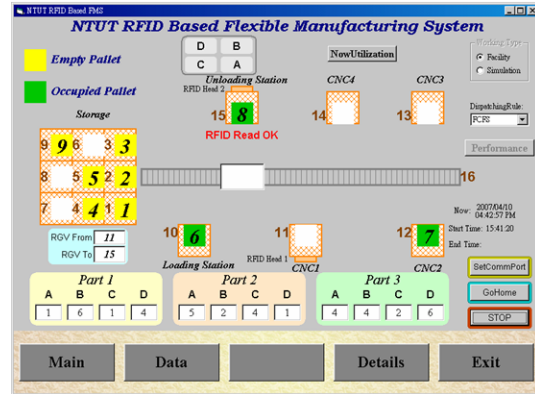 NTUT RFID Based FMS
NTUT RFID Based Flexible Manufacturing System
Empty Pallet
Occupied Pallet
D B
C A
NowUtilization
Working Type
Facility
Simulation
Unloading Station
CNC4
CNC3
RFID Head 2
15 8
14
13
RFID Read OK
DispatchingRule:
FCFS
Performance
Storage
9 9 6 3 3
8 5 5 2 2
7 4 4 1 1
16
Now: 2007/04/10
04:42:57 PM
Start Time: 15:41:20
End Time:
RGV From 11
RGV To 15
10 6
11
12 7
Loading Station
RFID Head 1
CNC1
CNC2
SetCommPort
GoHome
STOP
Part 1
A B C D
1 6 1 4
Part 2
A B C D
5 2 4 1
Part 3
A B C D
4 4 2 6
Main
Data
Details
Exit